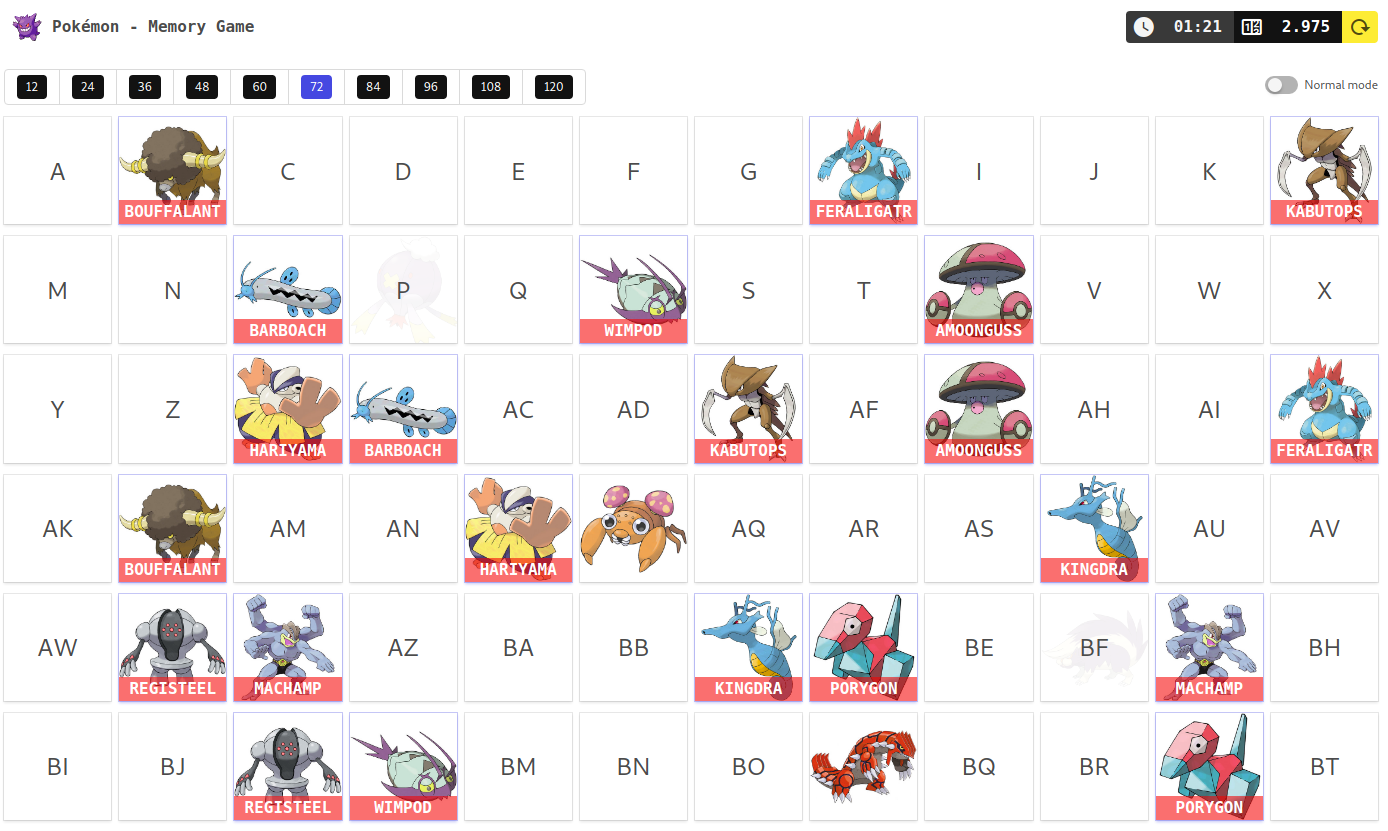 Pokémon - Memory Game
01:21
2.975
12 24 36 48 60 72 84 96 108 120
Normal mode
A BOUFFALANT C D E F G FERALIGATR I J K KABUTOPS
M N BARBOACH P Q WIMPOD S T AMOONGUSS V W X
Y Z HARIYAMA BARBOACH AC AD KABUTOPS AF AMOONGUSS AH AI FERALIGATR
AK BOUFFALANT AM AN HARIYAMA AQ AR AS KINGDRA AU AV
AW REGISTEEL MACHAMP AZ BA BB KINGDRA PORYGON BE BF MACHAMP BH
BI BJ REGISTEEL WIMPOD BM BN BO BQ BR PORYGON BT